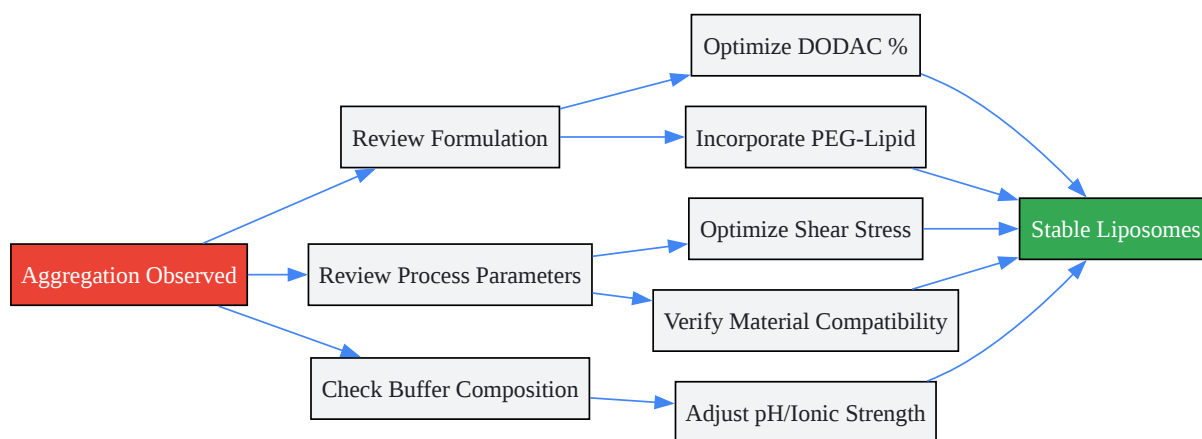 Optimize DODAC %
Review Formulation
Incorporate PEG-Lipid
Optimize Shear Stress
Stable Liposomes
Aggregation Observed
Review Process Parameters
Verify Material Compatibility
Check Buffer Composition
Adjust pH/Ionic Strength